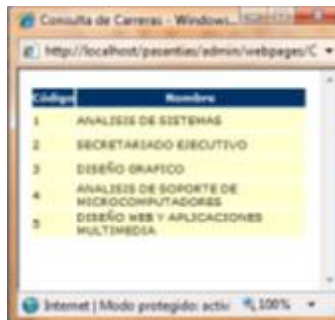 Consulta de Carreras - Windows...
http://localhost/pasantias/admin/webpages/C
Código Nombre
1 ANALISIS DE SISTEMAS
2 SECRETARIADO EJECUTIVO
3 DISEÑO GRAFICO
4 ANALISIS DE SOPORTE DE
MICROCOMPUTADORES
5 DISEÑO WEB Y APLICACIONES
MULTIMEDIA
Internet | Modo protegido: activ 100%